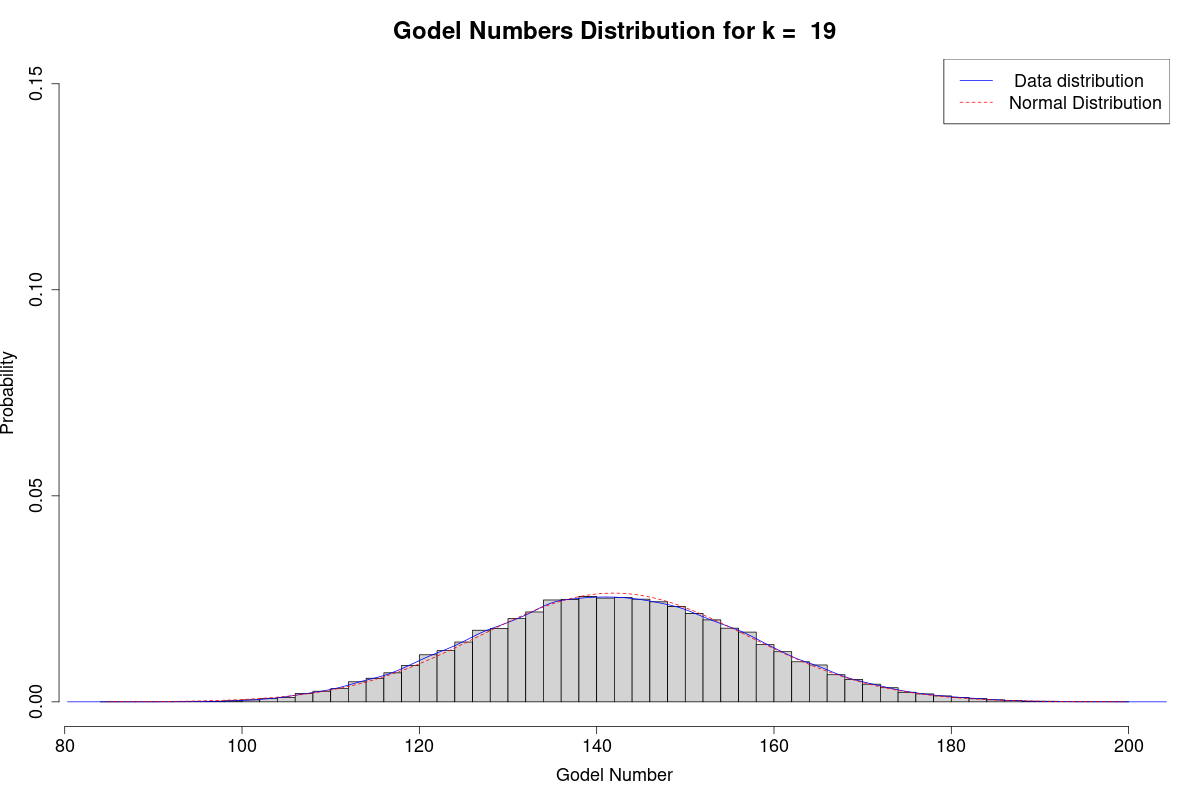 Godel Numbers Distribution for k =  19
Data distribution
Normal Distribution
0.15
0.10
0.05
0.00
Probability
80 100 120 140 160 180 200
Godel Number